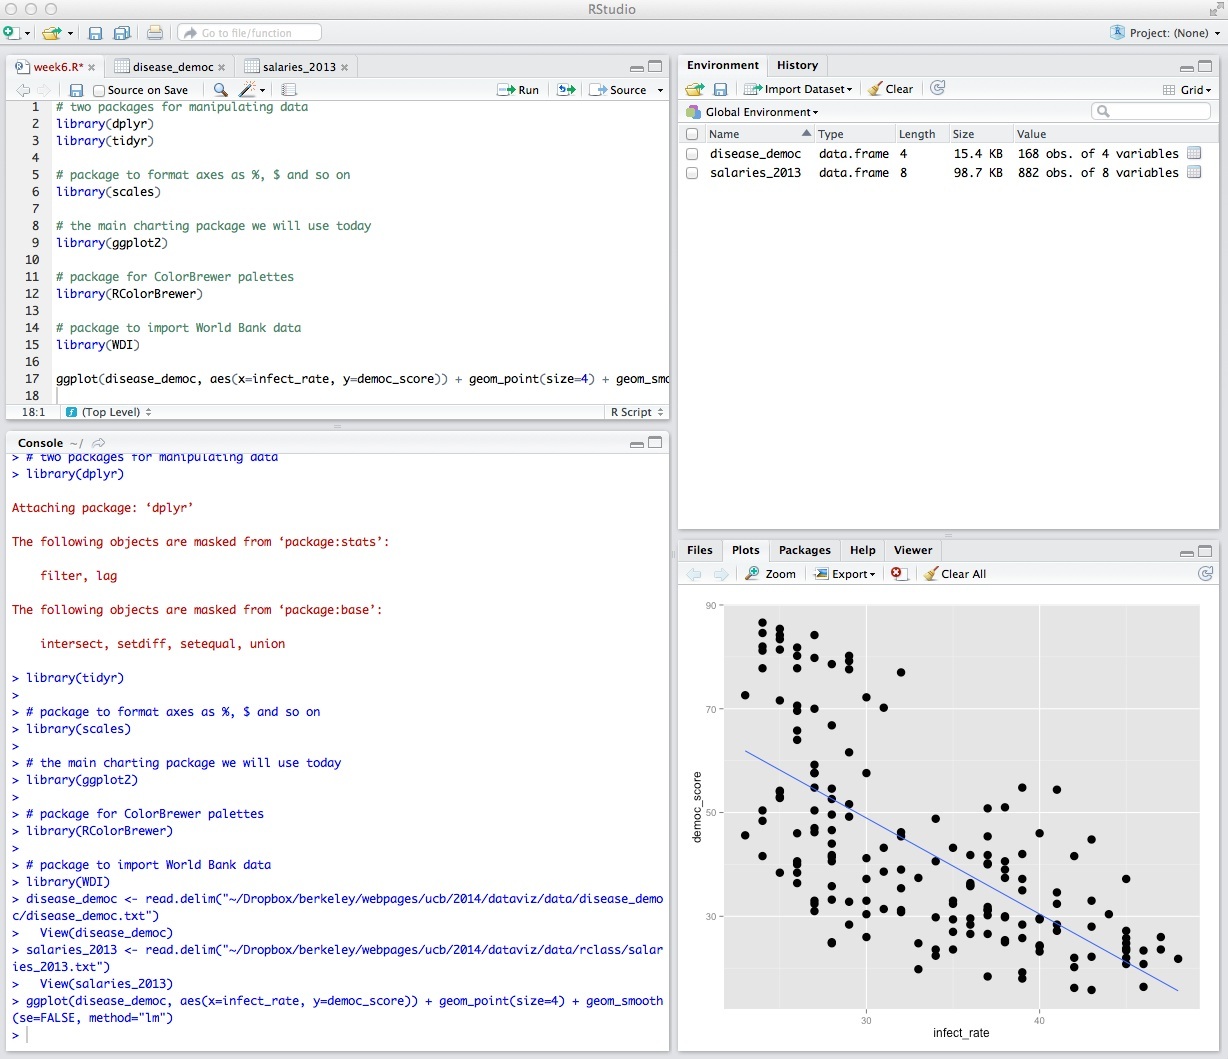 RStudio
Go to file/function
Project: (None)
week6.R* disease_democ salaries_2013
Source on Save Run Source
1 # two packages for manipulating data
2 library(dplyr)
3 library(tidyr)
4
5 # package to format axes as %, $ and so on
6 library(scales)
7
8 # the main charting package we will use today
9 library(ggplot2)
10
11 # package for ColorBrewer palettes
12 library(RColorBrewer)
13
14 # package to import World Bank data
15 library(WDI)
16
17 ggplot(disease_democ, aes(x=infect_rate, y=democ_score)) + geom_point(size=4) + geom_smo
18
18:1 (Top Level) R Script
Console ~/
> # two packages for manipulating data
> library(dplyr)
Attaching package: ‘dplyr’
The following objects are masked from ‘package:stats’:
filter, lag
The following objects are masked from ‘package:base’:
intersect, setdiff, setequal, union
> library(tidyr)
>
> # package to format axes as %, $ and so on
> library(scales)
>
> # the main charting package we will use today
> library(ggplot2)
>
> # package for ColorBrewer palettes
> library(RColorBrewer)
>
> # package to import World Bank data
> library(WDI)
> disease_democ <- read.delim("~/Dropbox/berkeley/webpages/ucb/2014/dataviz/data/disease_demo
c/disease_democ.txt")
> View(disease_democ)
> salaries_2013 <- read.delim("~/Dropbox/berkeley/webpages/ucb/2014/dataviz/data/rclass/salar
ies_2013.txt")
> View(salaries_2013)
> ggplot(disease_democ, aes(x=infect_rate, y=democ_score)) + geom_point(size=4) + geom_smooth
(se=FALSE, method="lm")
>
Environment History
Import Dataset Clear Grid
Global Environment
Name Type Length Size Value
disease_democ data.frame 4 15.4 KB 168 obs. of 4 variables
salaries_2013 data.frame 8 98.7 KB 882 obs. of 8 variables
Files Plots Packages Help Viewer
Zoom Export Clear All
90
70
50
30
democ_score
30 40
infect_rate